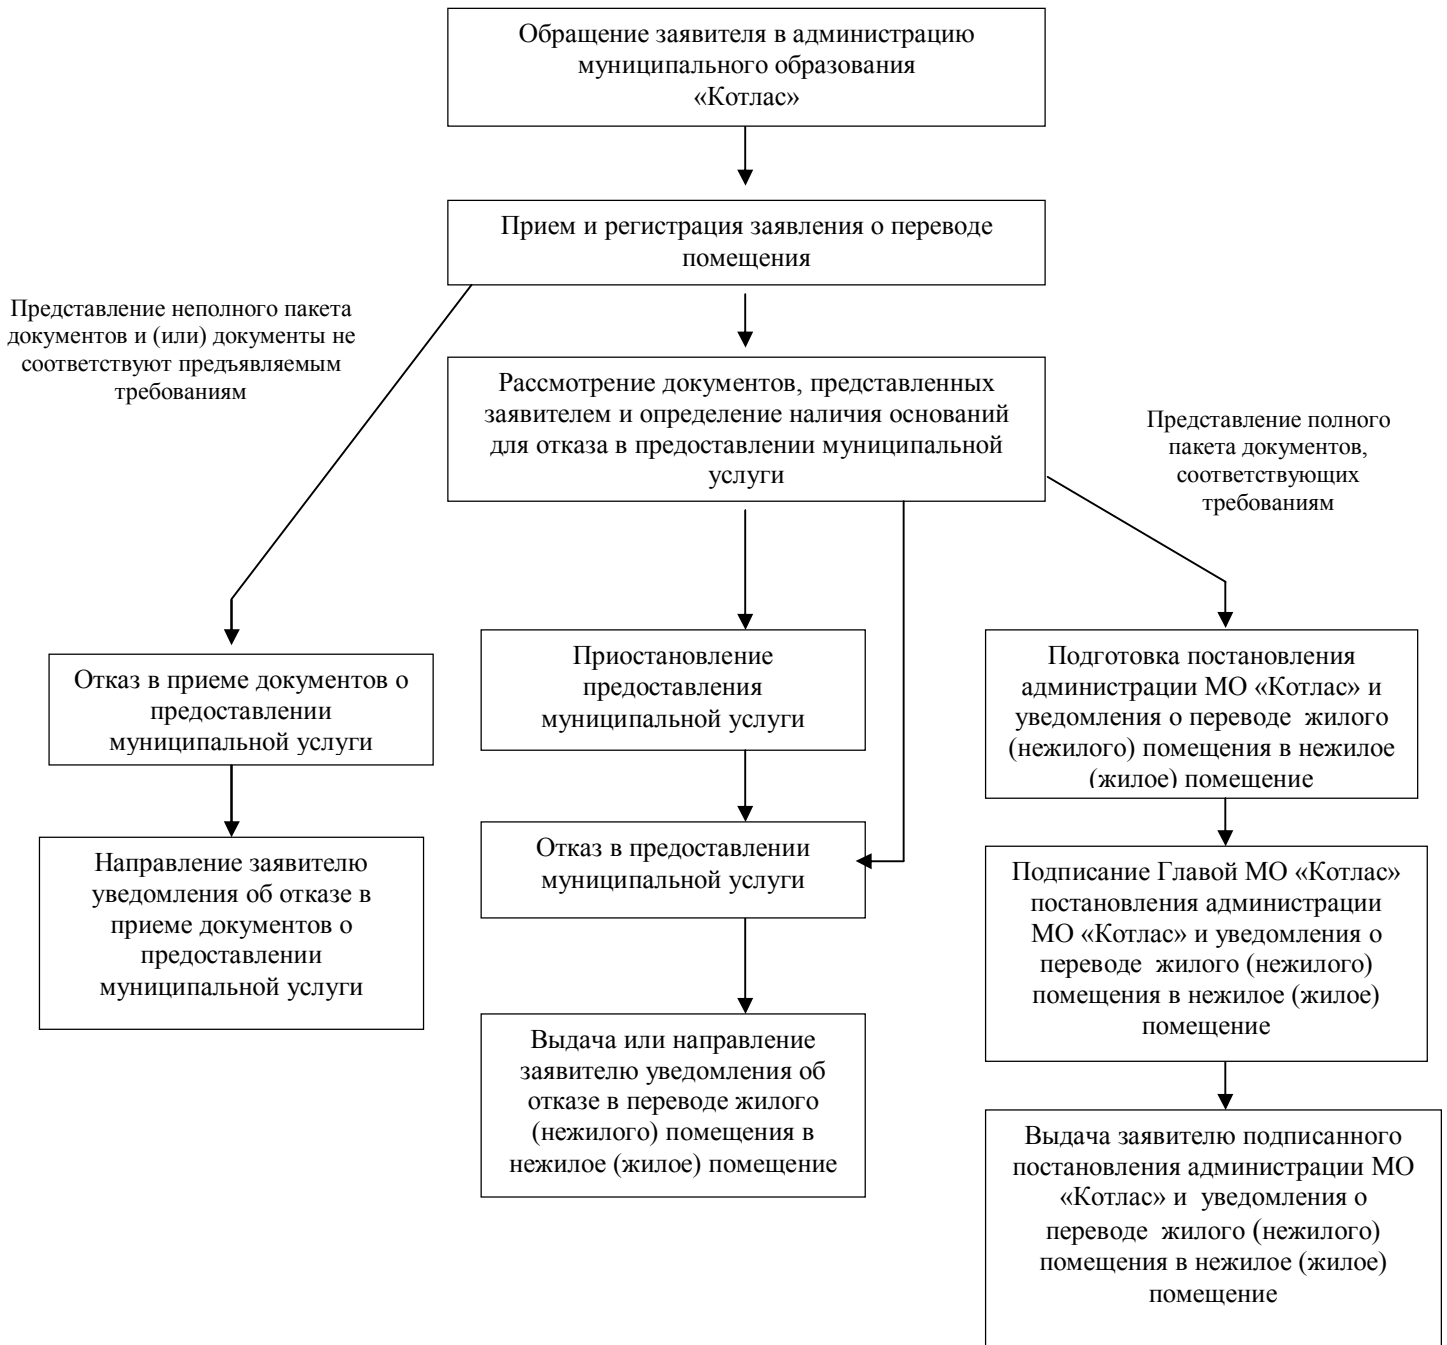 Обращение заявителя в администрацию
муниципального образования
«Котлас»
Прием и регистрация заявления о переводе
помещения
Представление неполного пакета
документов и (или) документы не
соответствуют предъявляемым
требованиям
Рассмотрение документов, представленных
заявителем и определение наличия оснований
для отказа в предоставлении муниципальной
услуги
Представление полного
пакета документов,
соответствующих
требованиям
Отказ в приеме документов о
предоставлении
муниципальной услуги
Приостановление
предоставления
муниципальной услуги
Подготовка постановления
администрации МО «Котлас» и
уведомления о переводе жилого
(нежилого) помещения в нежилое
(жилое) помещение
Направление заявителю
уведомления об отказе в
приеме документов о
предоставлении
муниципальной услуги
Отказ в предоставлении
муниципальной услуги
Подписание Главой МО «Котлас»
постановления администрации
МО «Котлас» и уведомления о
переводе жилого (нежилого)
помещения в нежилое (жилое)
помещение
Выдача или направление
заявителю уведомления об
отказе в переводе жилого
(нежилого) помещения в
нежилое (жилое) помещение
Выдача заявителю подписанного
постановления администрации МО
«Котлас» и уведомления о
переводе жилого (нежилого)
помещения в нежилое (жилое)
помещение